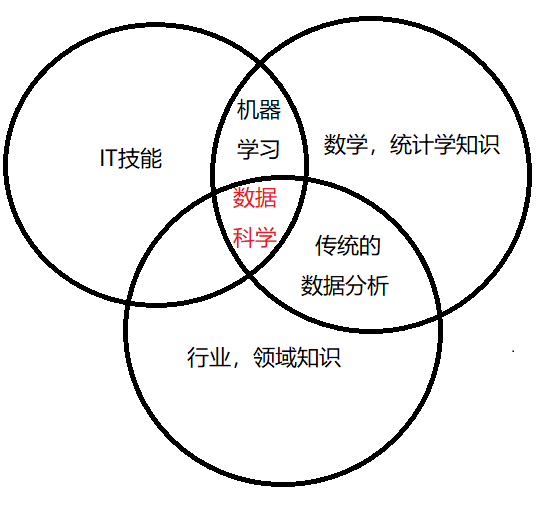 机器
学习
IT技能
数学，统计学知识
数据
科学
传统的
数据分析
行业，领域知识